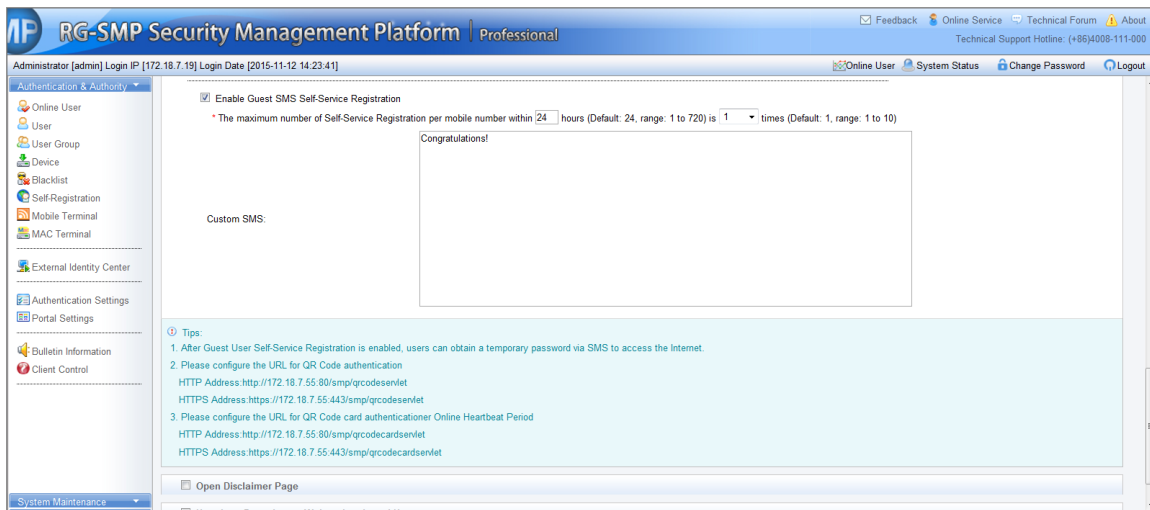 MP RG-SMP Security Management Platform | Professional
Feedback Online Service Technical Forum About
Technical Support Hotline: (+86)4008-111-000
Administrator [admin] Login IP [172.18.7.19] Login Date [2015-11-12 14:23:41]
Online User System Status Change Password Logout
Authentication & Authority
Online User
User
User Group
Device
Blacklist
Self-Registration
Mobile Terminal
MAC Terminal
External Identity Center
Authentication Settings
Portal Settings
Bulletin Information
Client Control
System Maintenance
Enable Guest SMS Self-Service Registration
* The maximum number of Self-Service Registration per mobile number within 24 hours (Default: 24, range: 1 to 720) is 1 times (Default: 1, range: 1 to 10)
Custom SMS:
Congratulations!
Tips:
1. After Guest User Self-Service Registration is enabled, users can obtain a temporary password via SMS to access the Internet.
2. Please configure the URL for QR Code authentication
HTTP Address:http://172.18.7.55:80/smp/qrcodeservlet
HTTPS Address:https://172.18.7.55:443/smp/qrcodeservlet
3. Please configure the URL for QR Code card authenticationer Online Heartbeat Period
HTTP Address:http://172.18.7.55:80/smp/qrcodecardservlet
HTTPS Address:https://172.18.7.55:443/smp/qrcodecardservlet
Open Disclaimer Page